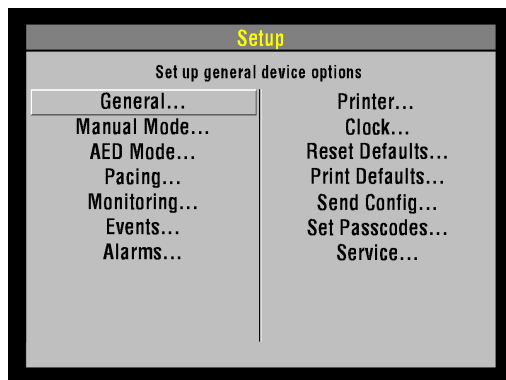 Setup
Set up general device options
General...
Manual Mode...
AED Mode...
Pacing...
Monitoring...
Events...
Alarms...
Printer...
Clock...
Reset Defaults...
Print Defaults...
Send Config...
Set Passcodes...
Service...